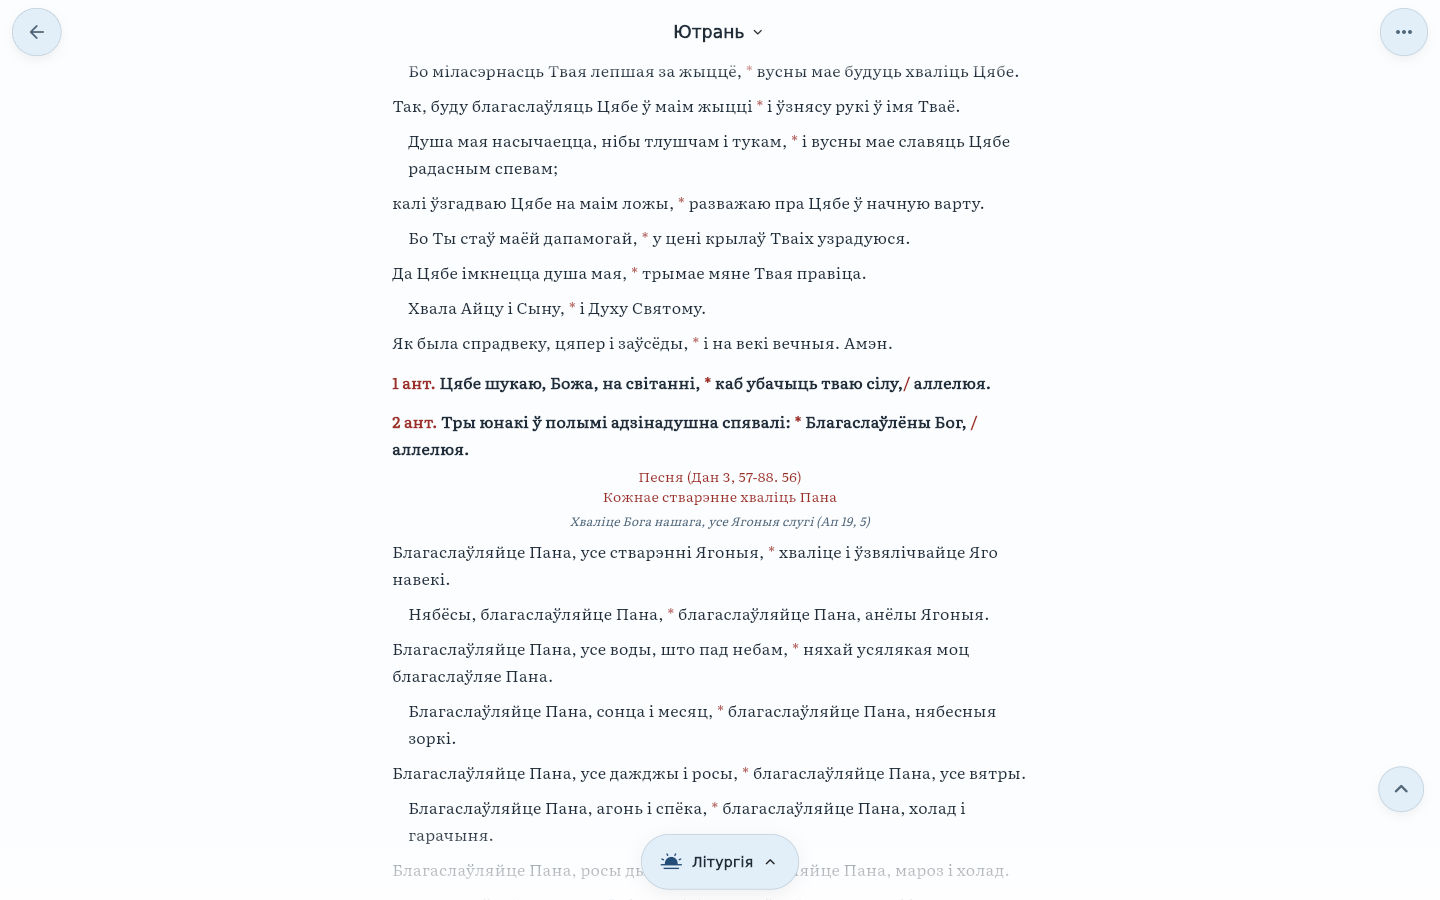 Ютрань
Бо міласэрнасць Твая лепшая за жыццё, * вусны мае будуць хваліць Цябе.
Так, буду благаслаўляць Цябе ў маім жыцці * і ўзнясу рукі ў імя Тваё.
Душа мая насычаецца, нібы тлушчам і тукам, * і вусны мае славяць Цябе
радасным спевам;
калі ўзгадваю Цябе на маім ложы, * разважаю пра Цябе ў начную варту.
Бо Ты стаў маёй дапамогай, * у цені крылаў Тваіх узрадуюся.
Да Цябе імкнецца душа мая, * трымае мяне Твая правіца.
Хвала Айцу і Сыну, * і Духу Святому.
Як была спрадвеку, цяпер і заўсёды, * і на векі вечныя. Амэн.
1 ант. Цябе шукаю, Божа, на світанні, * каб убачыць тваю сілу,/ аллелюя.
2 ант. Тры юнакі ў полымі адзінадушна спявалі: * Благаслаўлёны Бог, /
аллелюя.
Песня (Дан 3, 57-88. 56)
Кожнае стварэнне хваліць Пана
Хваліце Бога нашага, усе Ягоныя слугі (Ап 19, 5)
Благаслаўляйце Пана, усе стварэнні Ягоныя, * хваліце і ўзвялічвайце Яго
навекі.
Нябёсы, благаслаўляйце Пана, * благаслаўляйце Пана, анёлы Ягоныя.
Благаслаўляйце Пана, усе воды, што пад небам, * няхай усялякая моц
благаслаўляе Пана.
Благаслаўляйце Пана, сонца і месяц, * благаслаўляйце Пана, нябесныя
зоркі.
Благаслаўляйце Пана, усе дажджы і росы, * благаслаўляйце Пана, усе вятры.
Благаслаўляйце Пана, агонь і спёка, * благаслаўляйце Пана, холад і
гарачыня.
Благаслаўляйце Пана, росы Пана, мароз і холад.
Літургія